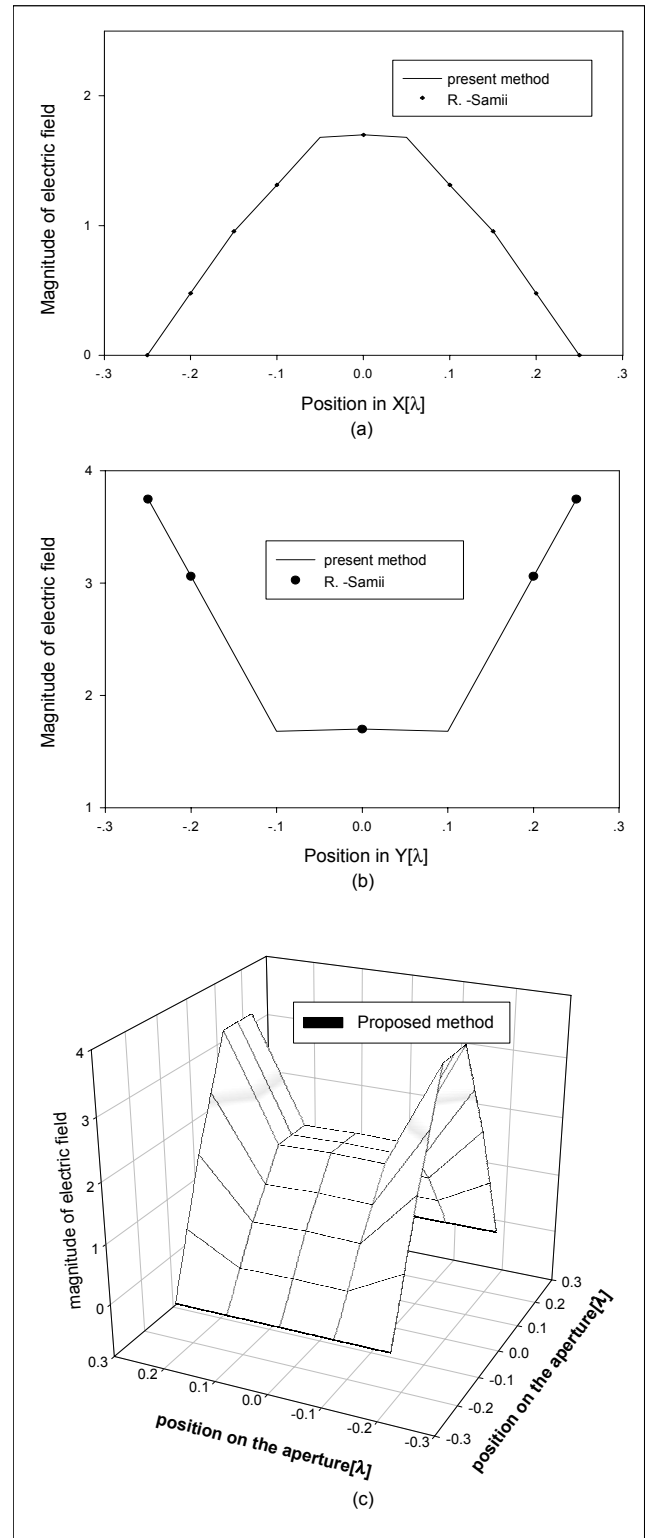 2
1
0
Magnitude of electric field
present method
R. -Samii
-.3 -.2 -.1 0.0 .1 .2 .3
Position in X[λ]
(a)
4
3
2
1
Magnitude of electric field
present method
R. -Samii
-.3 -.2 -.1 0.0 .1 .2 .3
Position in Y[λ]
(b)
Proposed method
4
3
2
1
0
magnitude of electric field
0.3 0.2 0.1 0.0 -0.1 -0.2 -0.3
position on the aperture[λ]
0.3
0.2
0.1
0.0
-0.1
-0.2
-0.3
position on the aperture[λ]
(c)